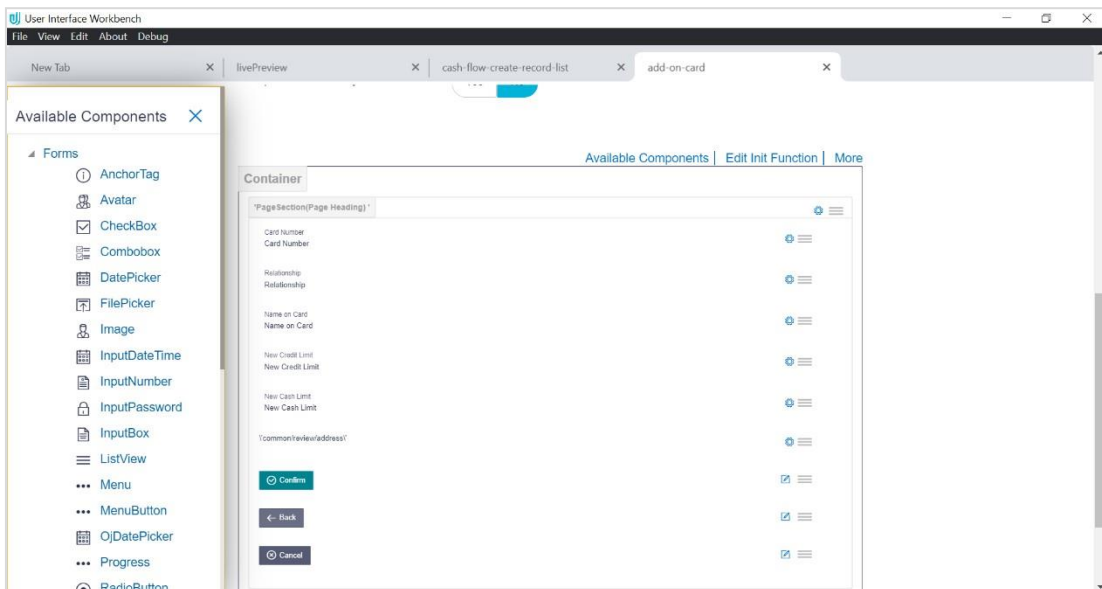 User Interface Workbench
File View Edit About Debug
New Tab
livePreview
cash-flow-create-record-list
add-on-card
Available Components
Forms
AnchorTag
Avatar
CheckBox
Combobox
DatePicker
FilePicker
Image
InputDateTime
InputNumber
InputPassword
InputBox
ListView
Menu
MenuButton
OjDatePicker
Progress
RadioButton
Available Components | Edit Init Function | More
Container
'PageSection(Page Heading) '
Card Number
Card Number
Relationship
Relationship
Name on Card
Name on Card
New Credit Limit
New Credit Limit
New Cash Limit
New Cash Limit
\'common/review/address\'
Confirm
Back
Cancel